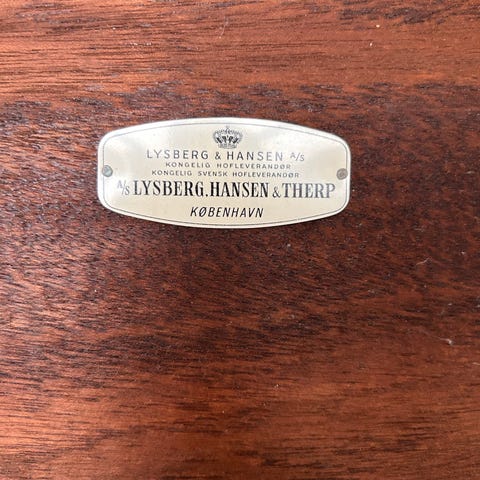 LYSBERG & HANSEN A/S
KONGELIG HOFLEVERANDØR
KONGELIG SVENSK HOFLEVERANDØR
A/S LYSBERG, HANSEN & THERP
KØBENHAVN